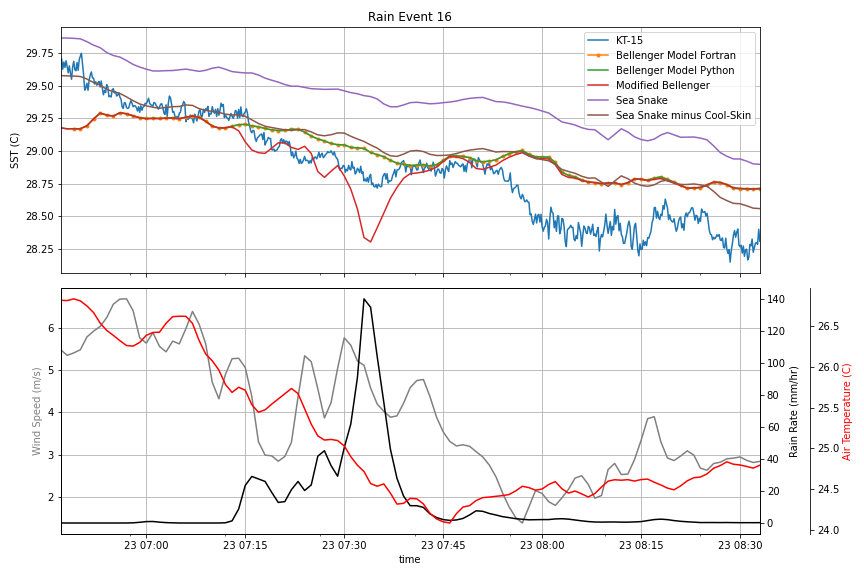 Rain Event 16
SST (C)
29.75
29.50
29.25
29.00
28.75
28.50
28.25
KT-15
Bellenger Model Fortran
Bellenger Model Python
Modified Bellenger
Sea Snake
Sea Snake minus Cool-Skin
Wind Speed (m/s)
6
5
4
3
2
140
120
100
80
60
40
20
0
Rain Rate (mm/hr)
26.5
26.0
25.5
25.0
24.5
24.0
Air Temperature (C)
23 07:00
23 07:15
23 07:30
23 07:45
23 08:00
23 08:15
23 08:30
time